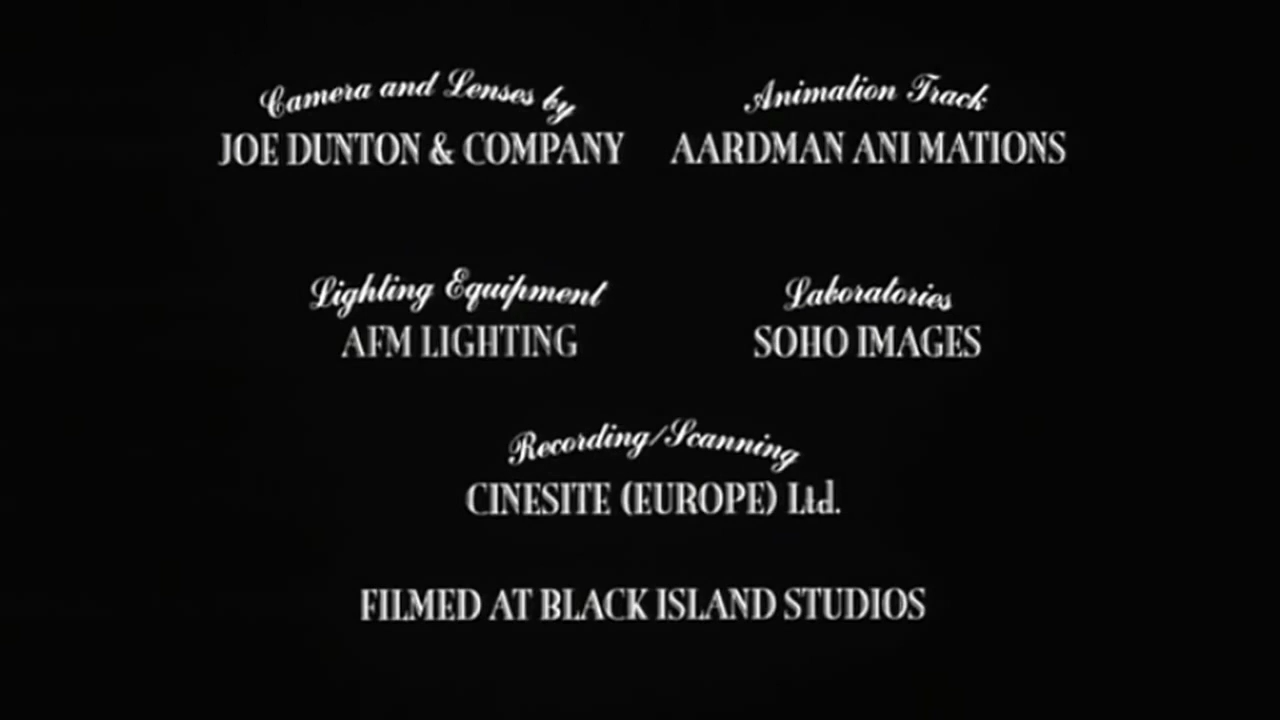 Camera and Lenses by
JOE DUNTON & COMPANY
Animation Track
AARDMAN ANI MATIONS
Lighting Equipment
AFM LIGHTING
Laboratories
SOHO IMAGES
Recording/Scanning
CINESITE (EUROPE) Ltd.
FILMED AT BLACK ISLAND STUDIOS